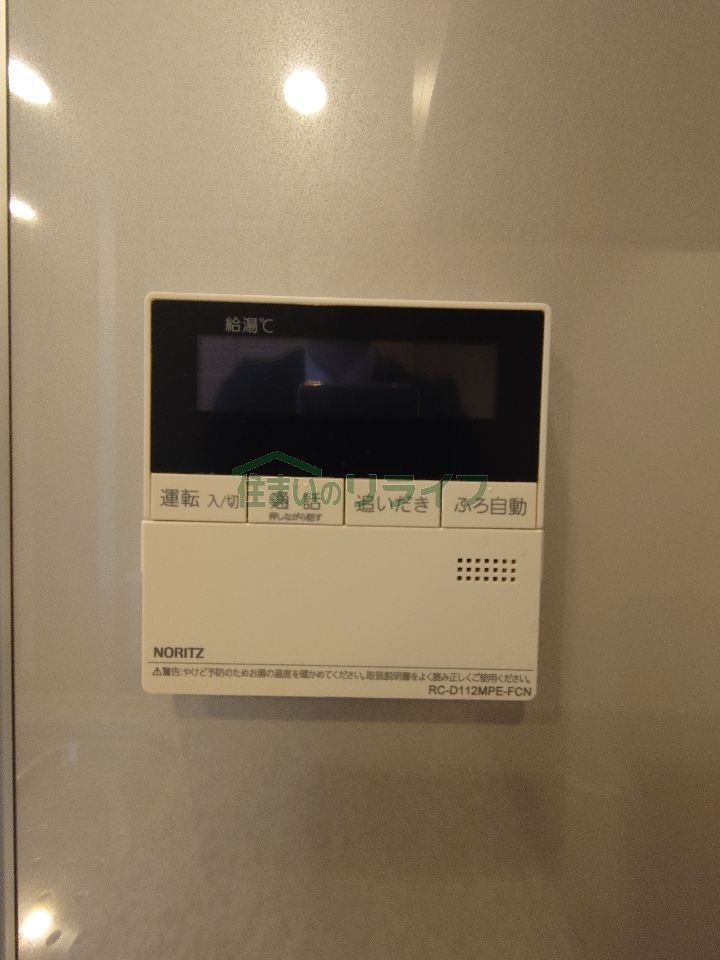 給湯℃
住まいのリライフ
運転 入/切
通 話
押しながら話す
追いだき
ふろ自動
NORITZ
⚠警告:やけど予防のためお湯の温度を確かめてください。取扱説明書をよく読み正しくご使用ください。
RC-D112MPE-FCN